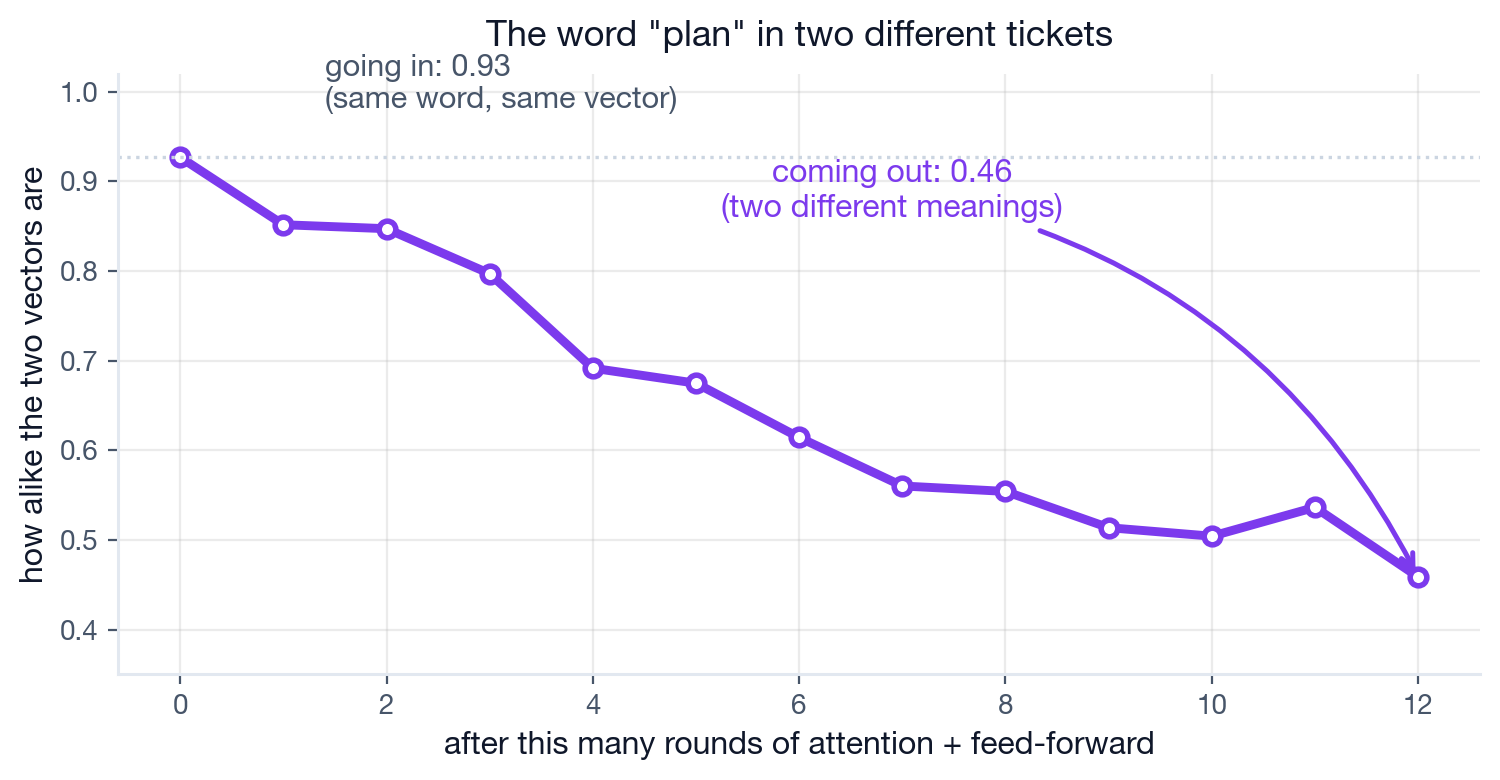 The word "plan" in two different tickets
going in: 0.93
(same word, same vector)
coming out: 0.46
(two different meanings)
how alike the two vectors are
1.0
0.9
0.8
0.7
0.6
0.5
0.4
0 2 4 6 8 10 12
after this many rounds of attention + feed-forward